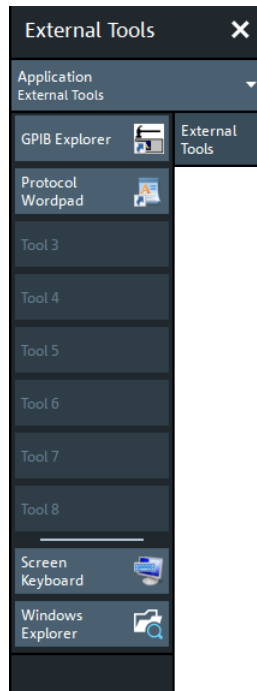 External Tools
Application
External Tools
GPIB Explorer
External
Tools
Protocol
Wordpad
Tool 3
Tool 4
Tool 5
Tool 6
Tool 7
Tool 8
Screen
Keyboard
Windows
Explorer